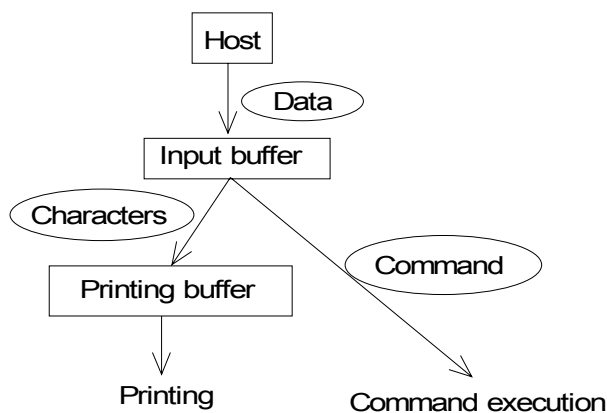 Host
Data
Input buffer
Characters
Command
Printing buffer
Printing
Command execution